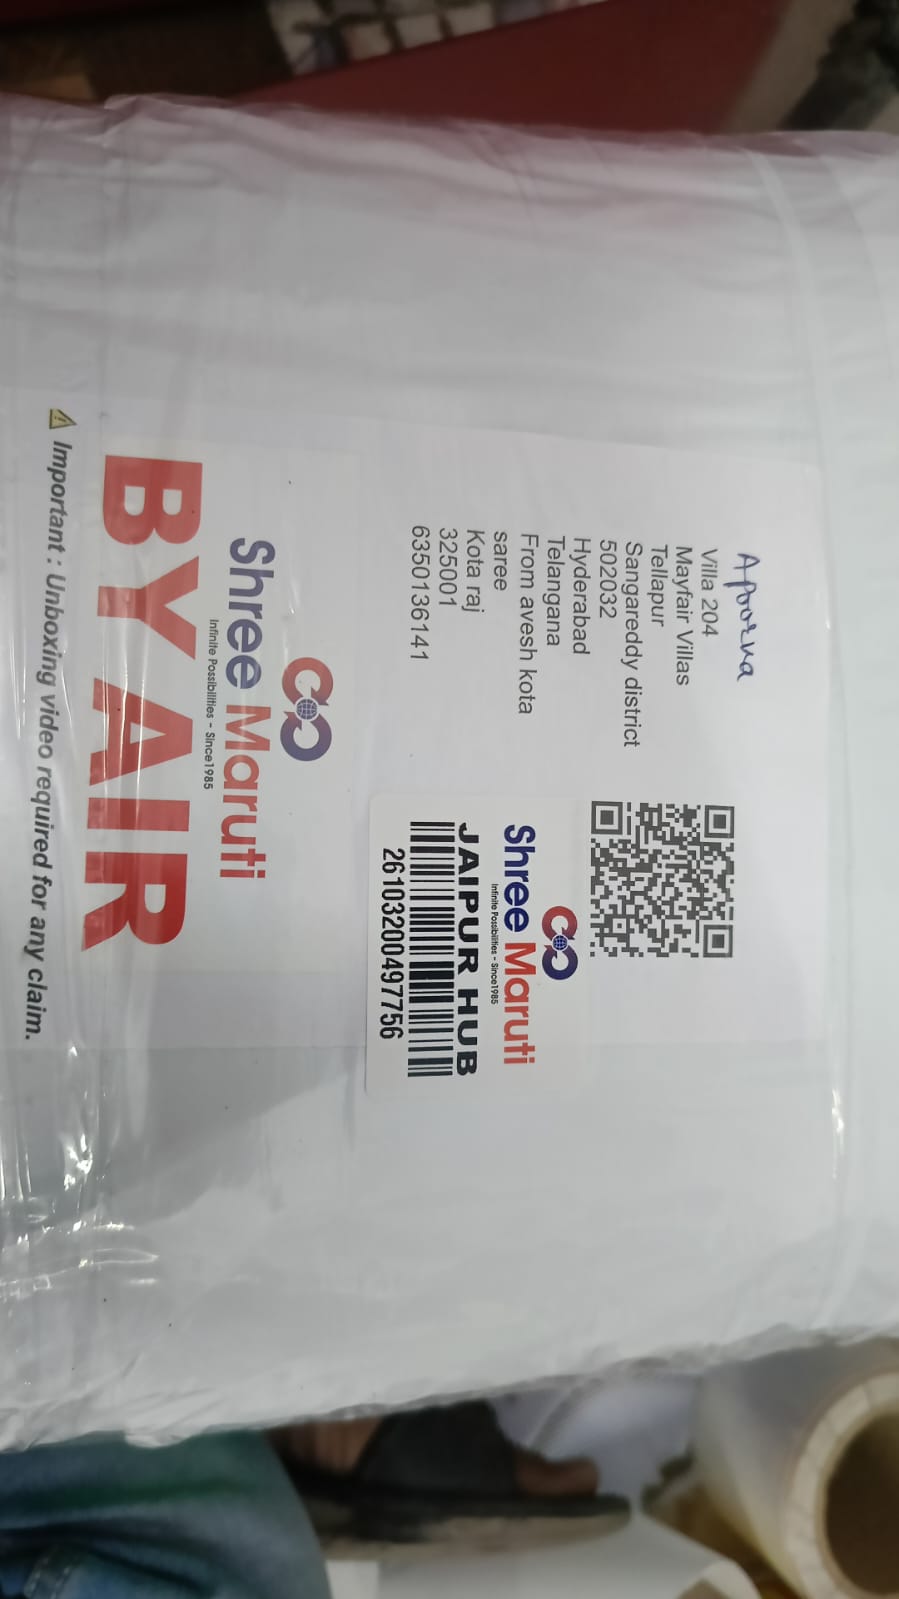 Apoorva
Villa 204
Mayfair Villas
Tellapur
Sangareddy district
502032
Hyderabad
Telangana
From avesh kota
saree
Kota raj
325001
6350136141
Shree Maruti
Infinite Possibilities - Since1985
JAIPUR HUB
26103200497756
Shree Maruti
Infinite Possibilities - Since1985
BY AIR
⚠ Important : Unboxing video required for any claim.